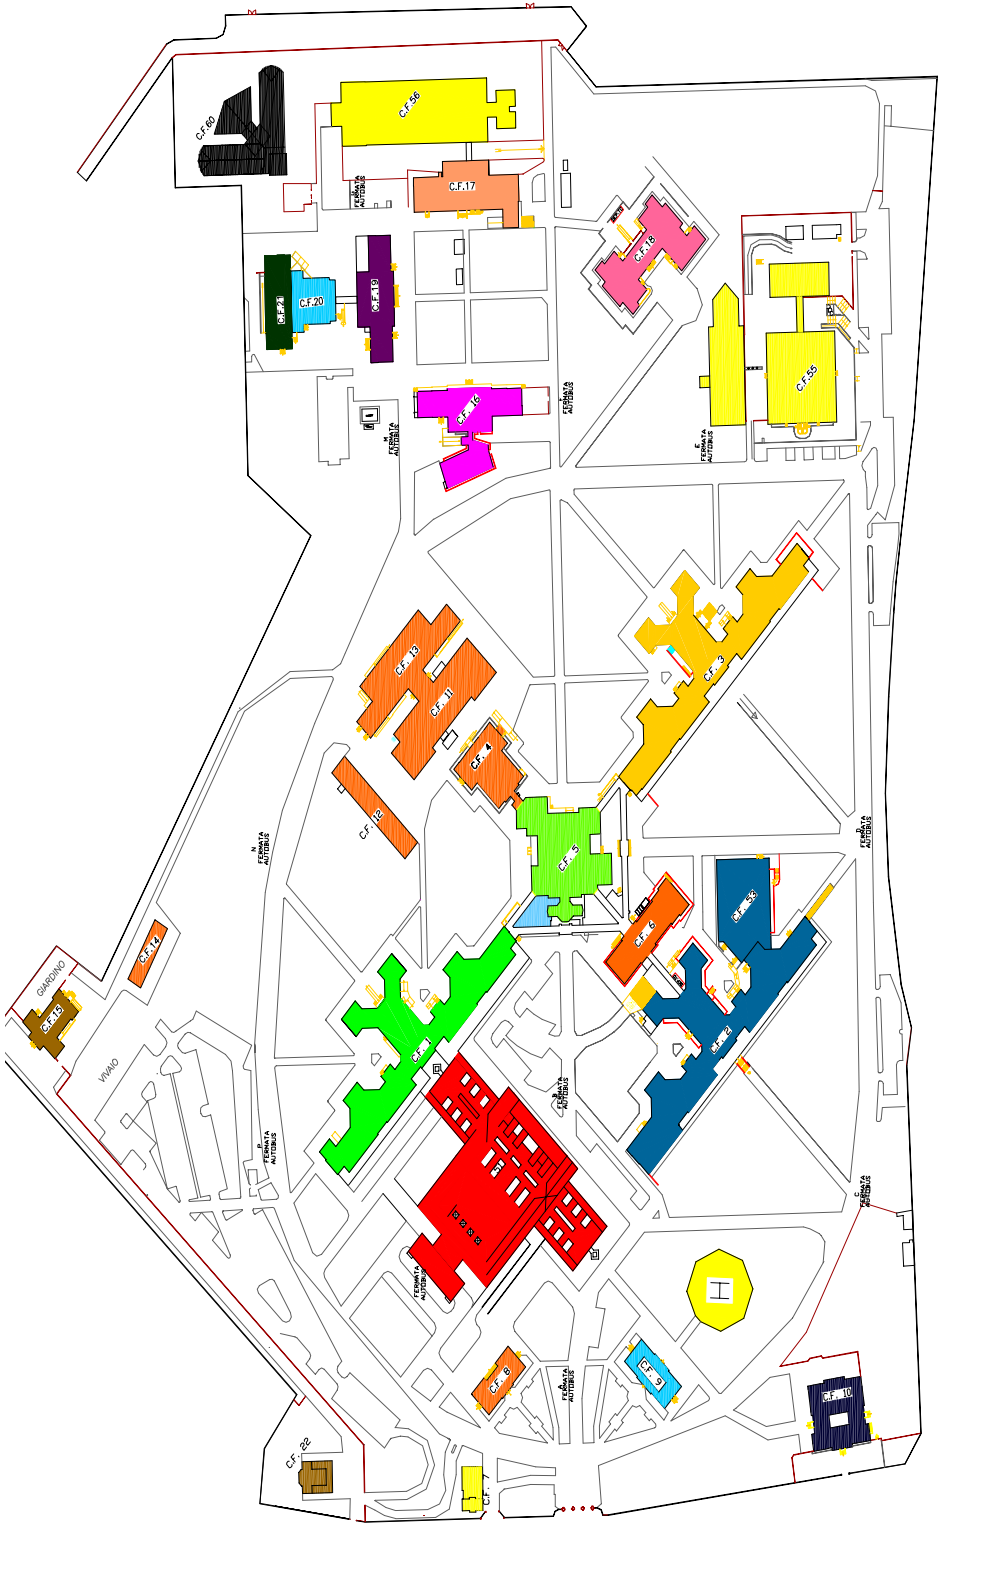 C.F.60
C.F.56
C.F.17
FERMATA
AUTOBUS
C.F.18
C.F.21
C.F.20
C.F.19
C.F.55
C.F. 16
F
FERMATA
AUTOBUS
M
FERMATA
AUTOBUS
E
FERMATA
AUTOBUS
C.F. 13
C.F. 3
C.F. 11
C.F. 4
C.F. 12
N
FERMATA
AUTOBUS
D
FERMATA
AUTOBUS
C.F. 5
C.F. 53
C.F. 6
C.F.14
GIARDINO
C.F.15
VIVAIO
C.F. 1
C.F. 2
B
FERMATA
AUTOBUS
P
FERMATA
AUTOBUS
C
FERMATA
AUTOBUS
FERMATA
AUTOBUS
H
C.F. 8
C.F. 9
A
FERMATA
AUTOBUS
C.F. 10
C.F. 22
C.F. 7